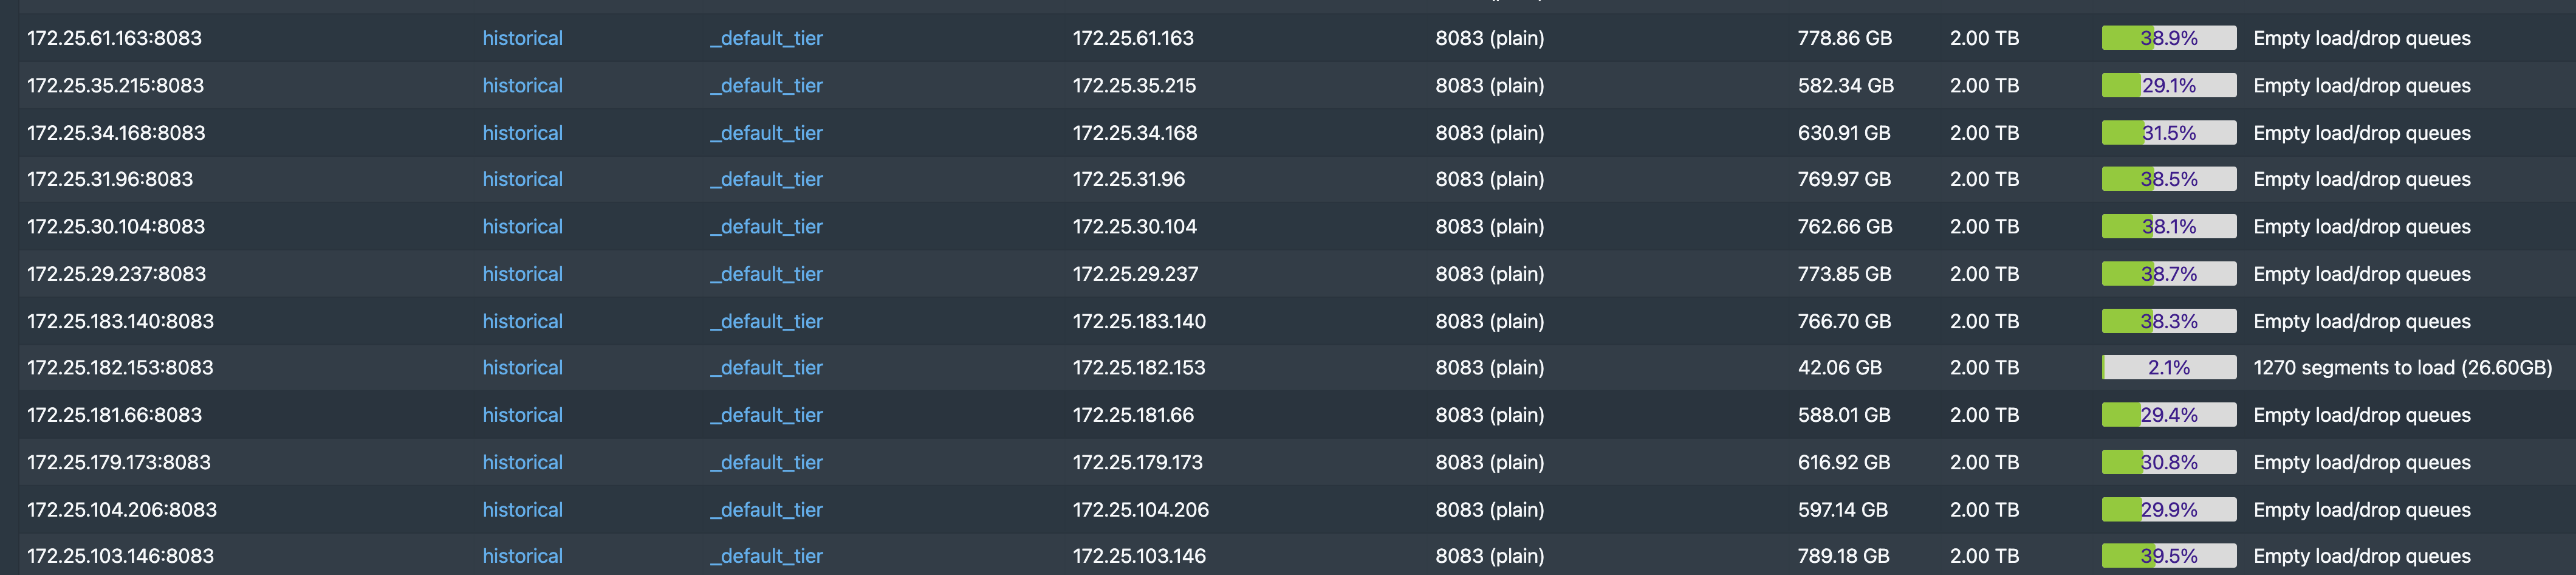 172.25.61.163:8083 historical _default_tier 172.25.61.163 8083 (plain) 778.86 GB 2.00 TB 38.9% Empty load/drop queues
172.25.35.215:8083 historical _default_tier 172.25.35.215 8083 (plain) 582.34 GB 2.00 TB 29.1% Empty load/drop queues
172.25.34.168:8083 historical _default_tier 172.25.34.168 8083 (plain) 630.91 GB 2.00 TB 31.5% Empty load/drop queues
172.25.31.96:8083 historical _default_tier 172.25.31.96 8083 (plain) 769.97 GB 2.00 TB 38.5% Empty load/drop queues
172.25.30.104:8083 historical _default_tier 172.25.30.104 8083 (plain) 762.66 GB 2.00 TB 38.1% Empty load/drop queues
172.25.29.237:8083 historical _default_tier 172.25.29.237 8083 (plain) 773.85 GB 2.00 TB 38.7% Empty load/drop queues
172.25.183.140:8083 historical _default_tier 172.25.183.140 8083 (plain) 766.70 GB 2.00 TB 38.3% Empty load/drop queues
172.25.182.153:8083 historical _default_tier 172.25.182.153 8083 (plain) 42.06 GB 2.00 TB 2.1% 1270 segments to load (26.60GB)
172.25.181.66:8083 historical _default_tier 172.25.181.66 8083 (plain) 588.01 GB 2.00 TB 29.4% Empty load/drop queues
172.25.179.173:8083 historical _default_tier 172.25.179.173 8083 (plain) 616.92 GB 2.00 TB 30.8% Empty load/drop queues
172.25.104.206:8083 historical _default_tier 172.25.104.206 8083 (plain) 597.14 GB 2.00 TB 29.9% Empty load/drop queues
172.25.103.146:8083 historical _default_tier 172.25.103.146 8083 (plain) 789.18 GB 2.00 TB 39.5% Empty load/drop queues